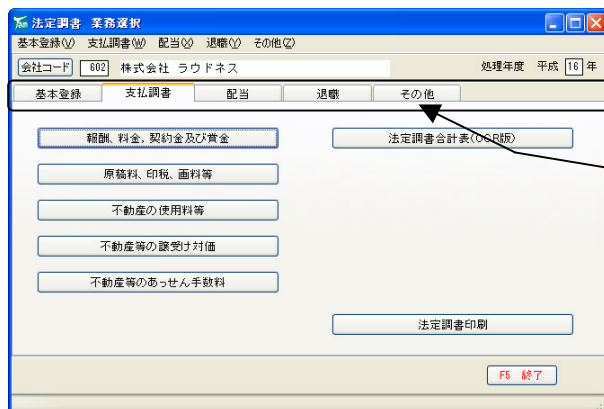 法定調書 業務選択
基本登録(V) 支払調書(W) 配当(X) 退職(Y) その他(Z)
会社コード 602 株式会社 ラウドネス 処理年度 平成 16 年
基本登録 支払調書 配当 退職 その他
報酬、料金，契約金及び賞金 法定調書合計表(OCR版)
原稿料、印税、画料等
不動産の使用料等
不動産等の譲受け対価
不動産等のあっせん手数料
法定調書印刷
F5 終了